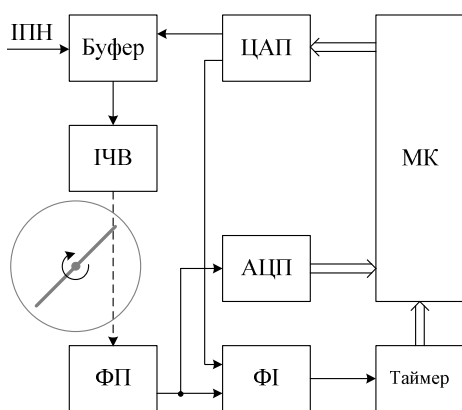 ІПН
Буфер
ЦАП
МК
ІЧВ
АЦП
ФП
ФІ
Таймер